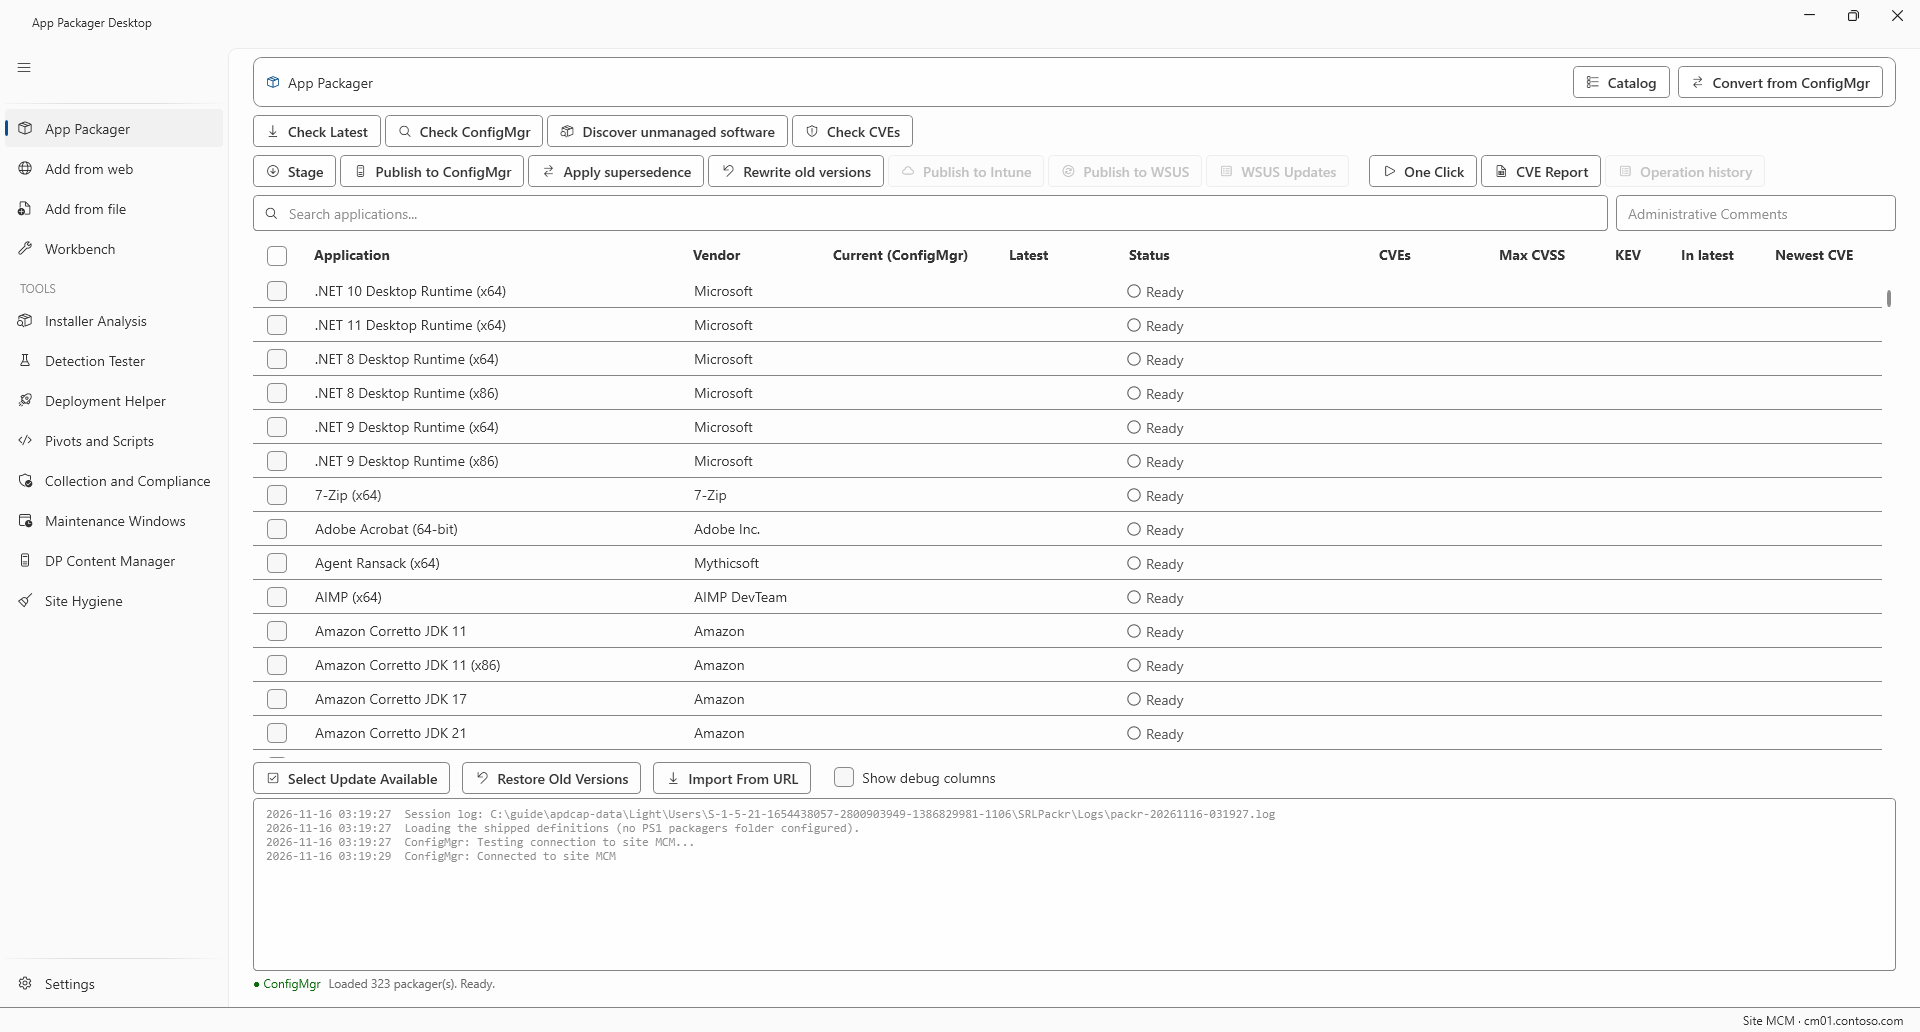 App Packager Desktop
App Packager
Catalog
Convert from ConfigMgr
App Packager
Add from web
Add from file
Workbench
TOOLS
Installer Analysis
Detection Tester
Deployment Helper
Pivots and Scripts
Collection and Compliance
Maintenance Windows
DP Content Manager
Site Hygiene
Settings
Check Latest Check ConfigMgr Discover unmanaged software Check CVEs
Stage Publish to ConfigMgr Apply supersedence Rewrite old versions Publish to Intune Publish to WSUS WSUS Updates One Click CVE Report Operation history
Search applications... Administrative Comments
Application Vendor Current (ConfigMgr) Latest Status CVEs Max CVSS KEV In latest Newest CVE
.NET 10 Desktop Runtime (x64) Microsoft Ready
.NET 11 Desktop Runtime (x64) Microsoft Ready
.NET 8 Desktop Runtime (x64) Microsoft Ready
.NET 8 Desktop Runtime (x86) Microsoft Ready
.NET 9 Desktop Runtime (x64) Microsoft Ready
.NET 9 Desktop Runtime (x86) Microsoft Ready
7-Zip (x64) 7-Zip Ready
Adobe Acrobat (64-bit) Adobe Inc. Ready
Agent Ransack (x64) Mythicsoft Ready
AIMP (x64) AIMP DevTeam Ready
Amazon Corretto JDK 11 Amazon Ready
Amazon Corretto JDK 11 (x86) Amazon Ready
Amazon Corretto JDK 17 Amazon Ready
Amazon Corretto JDK 21 Amazon Ready
Select Update Available Restore Old Versions Import From URL Show debug columns
2026-11-16 03:19:27 Session log: C:\guide\apdcap-data\Light\Users\S-1-5-21-1654438057-2800903949-1386829981-1106\SRLPackr\Logs\packr-20261116-031927.log
2026-11-16 03:19:27 Loading the shipped definitions (no PS1 packagers folder configured).
2026-11-16 03:19:27 ConfigMgr: Testing connection to site MCM...
2026-11-16 03:19:29 ConfigMgr: Connected to site MCM
ConfigMgr Loaded 323 packager(s). Ready.
Site MCM · cm01.contoso.com